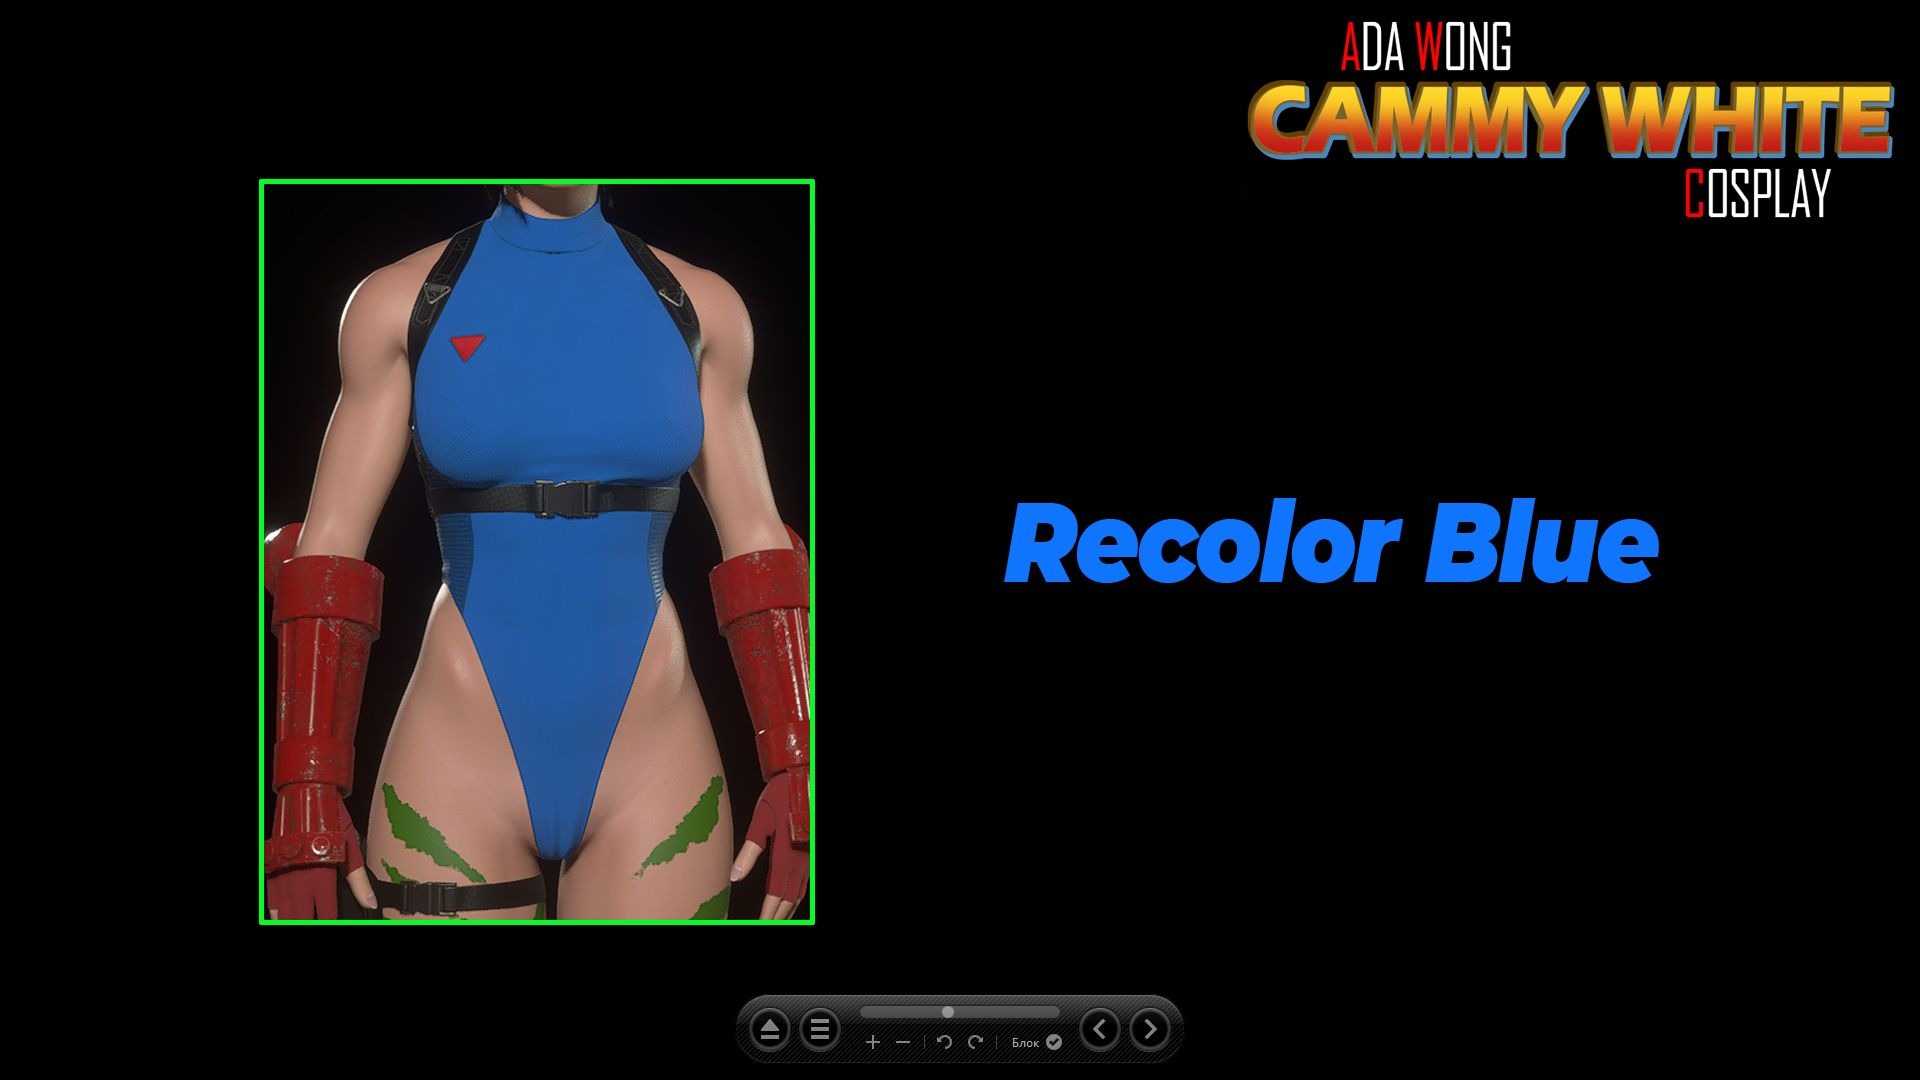 ADA WONG
CAMMY WHITE
COSPLAY
Recolor Blue
Блок